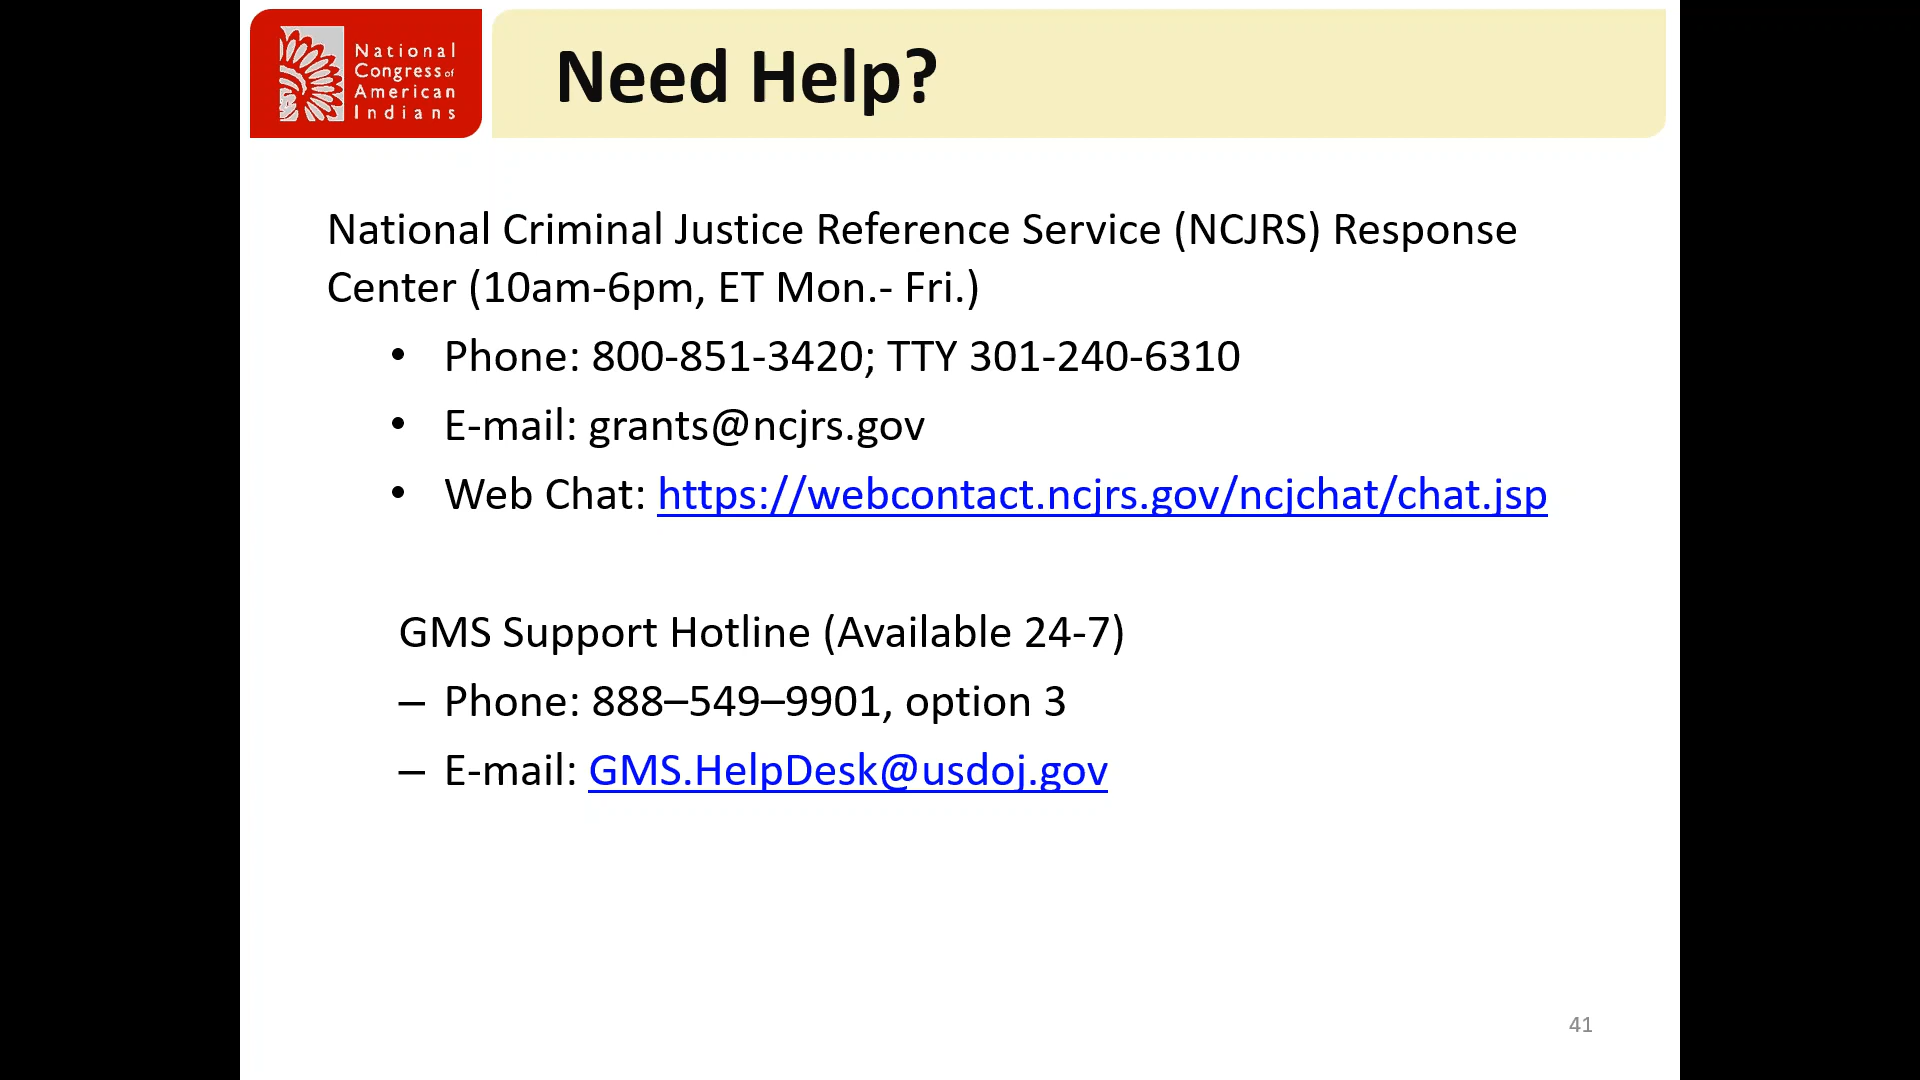 National
Congress of
American
Indians
Need Help?
National Criminal Justice Reference Service (NCJRS) Response
Center (10am-6pm, ET Mon.- Fri.)
• Phone: 800-851-3420; TTY 301-240-6310
• E-mail: grants@ncjrs.gov
• Web Chat: https://webcontact.ncjrs.gov/ncjchat/chat.jsp
GMS Support Hotline (Available 24-7)
– Phone: 888–549–9901, option 3
– E-mail: GMS.HelpDesk@usdoj.gov
41